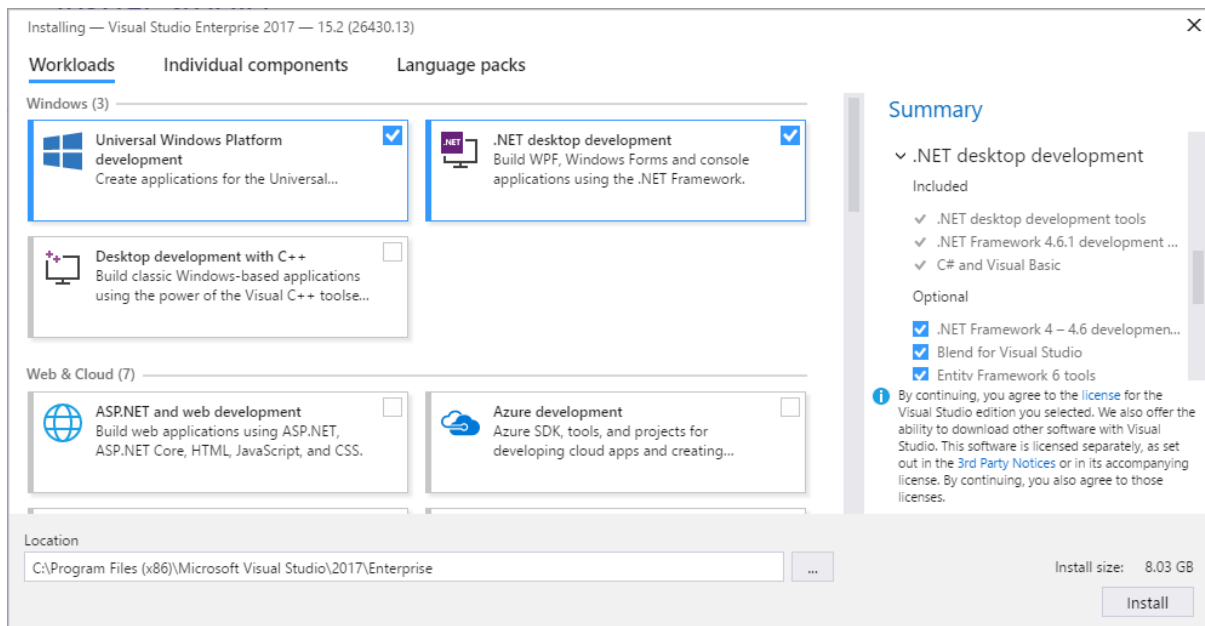 Installing — Visual Studio Enterprise 2017 — 15.2 (26430.13)
Workloads
Individual components
Language packs
Windows (3)
Universal Windows Platform
development
Create applications for the Universal...
.NET
.NET desktop development
Build WPF, Windows Forms and console
applications using the .NET Framework.
Desktop development with C++
Build classic Windows-based applications
using the power of the Visual C++ toolse...
Web & Cloud (7)
ASP.NET and web development
Build web applications using ASP.NET,
ASP.NET Core, HTML, JavaScript, and CSS.
Azure development
Azure SDK, tools, and projects for
developing cloud apps and creating...
Summary
.NET desktop development
Included
.NET desktop development tools
.NET Framework 4.6.1 development ...
C# and Visual Basic
Optional
.NET Framework 4 – 4.6 developmen...
Blend for Visual Studio
Entity Framework 6 tools
By continuing, you agree to the license for the
Visual Studio edition you selected. We also offer the
ability to download other software with Visual
Studio. This software is licensed separately, as set
out in the 3rd Party Notices or in its accompanying
license. By continuing, you also agree to those
licenses.
Location
C:\Program Files (x86)\Microsoft Visual Studio\2017\Enterprise
...
Install size: 8.03 GB
Install